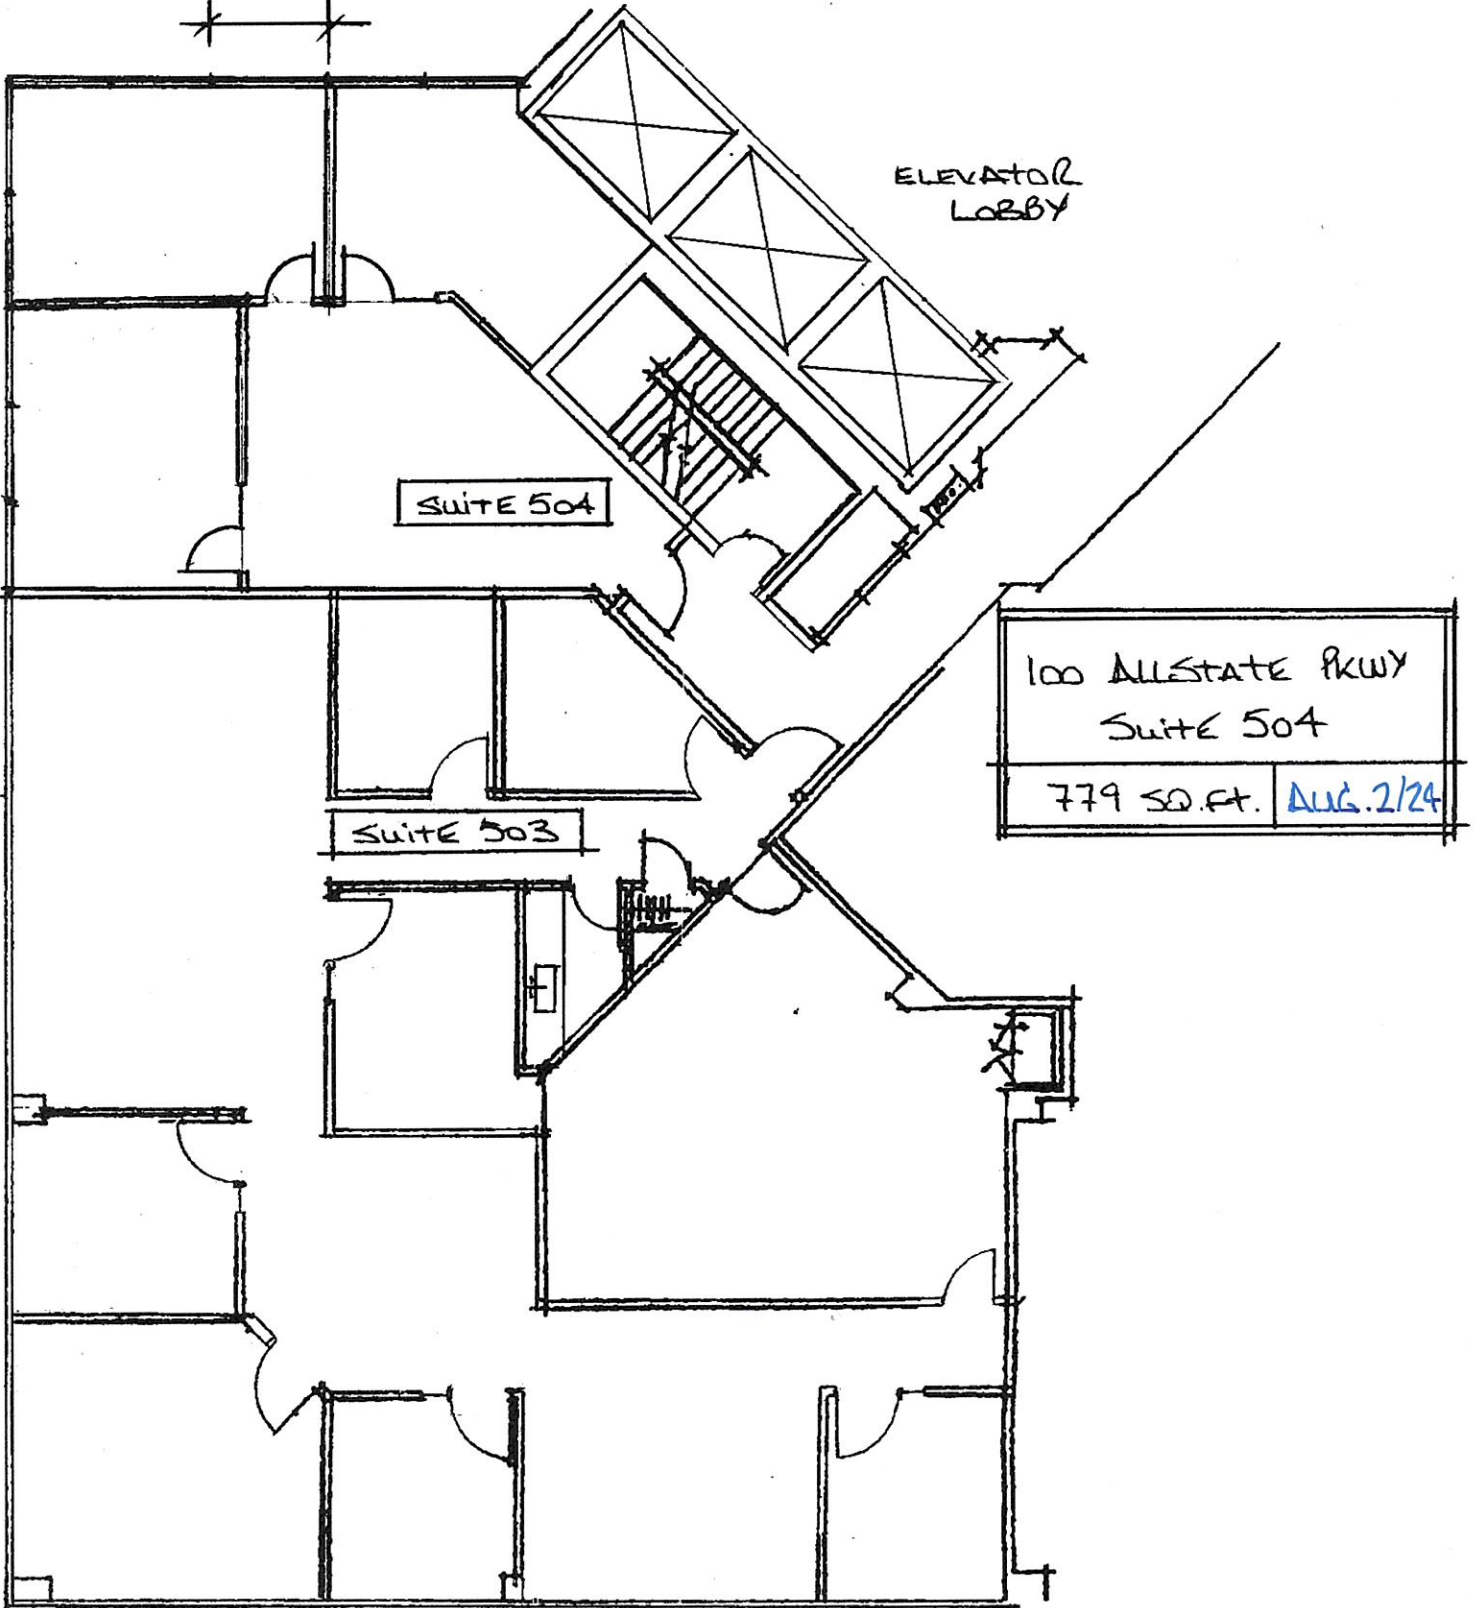 ELEVATOR
LOBBY
SUITE 504
100 ALLSTATE PKWY
SUITE 504
779 SQ.Ft.
AUG. 2/24
SUITE 503